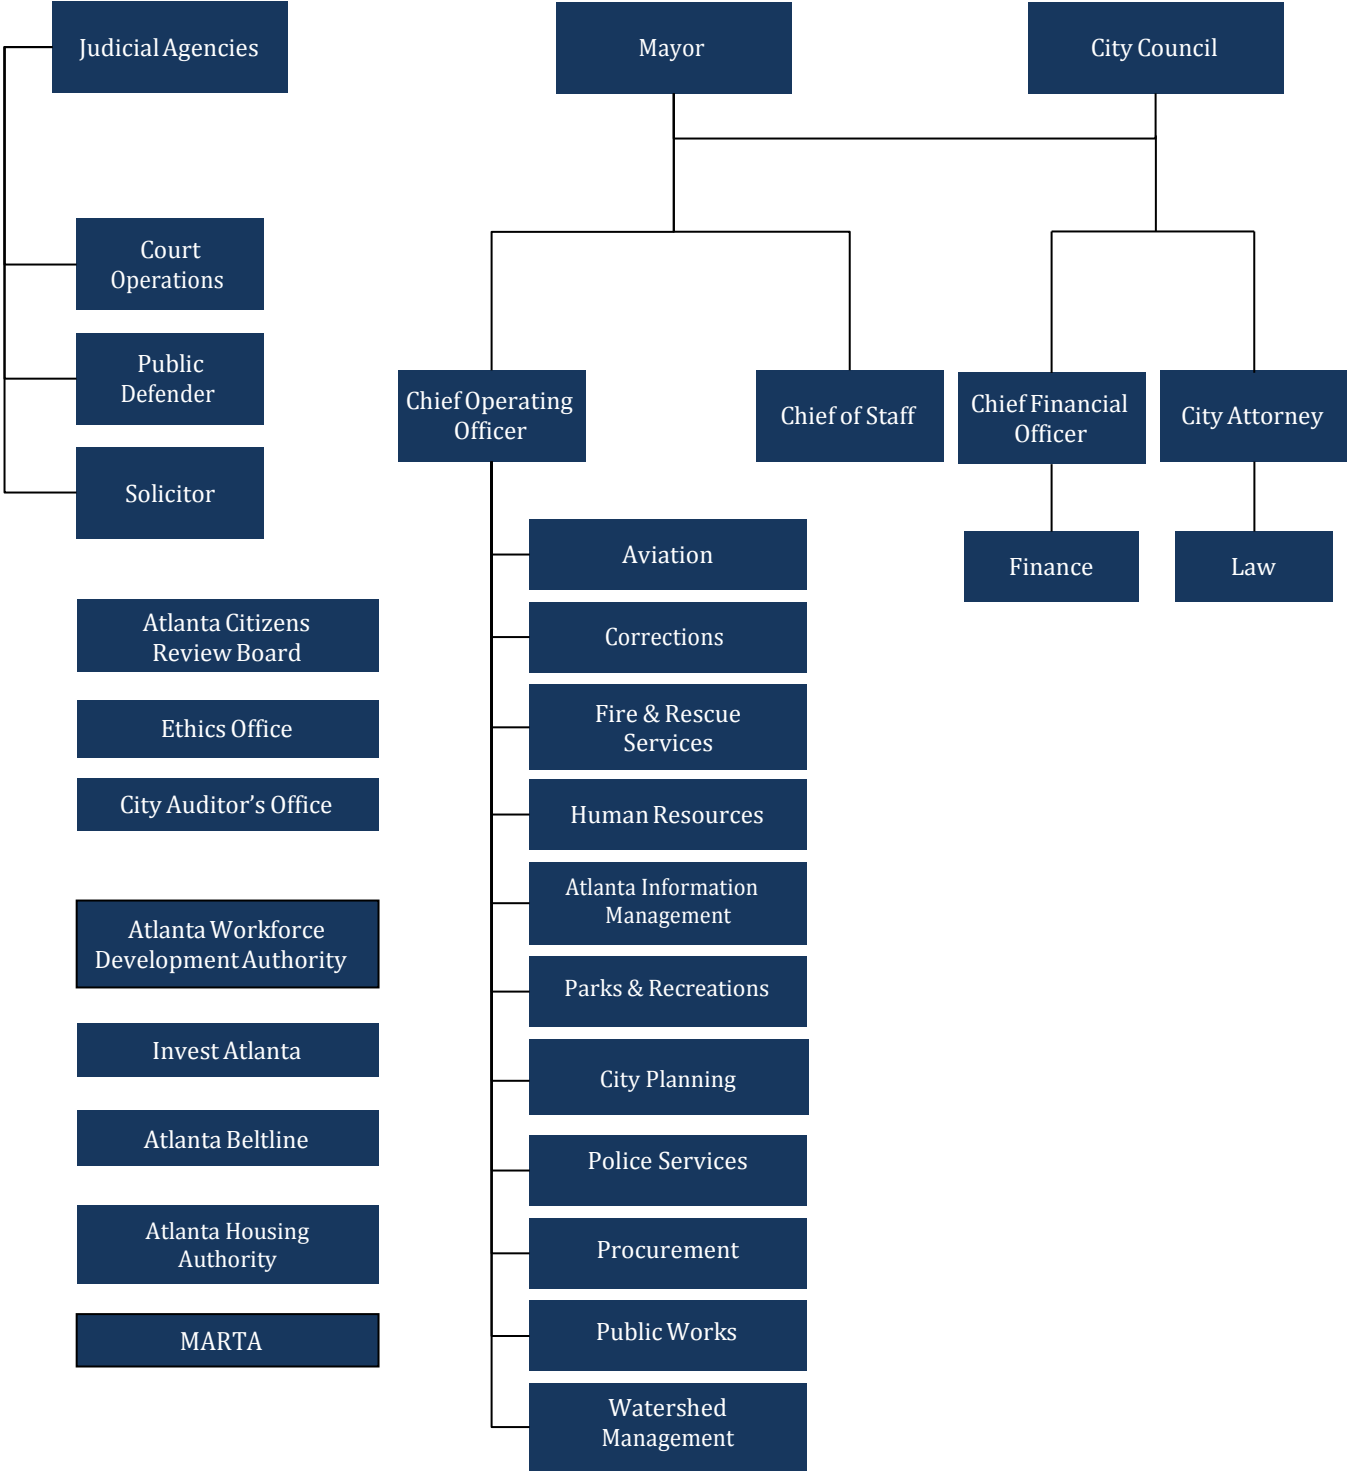 Judicial Agencies
Mayor
City Council
Court
Operations
Public
Defender
Solicitor
Chief Operating
Officer
Chief of Staff
Chief Financial
Officer
City Attorney
Finance
Law
Aviation
Corrections
Fire & Rescue
Services
Human Resources
Atlanta Information
Management
Parks & Recreations
City Planning
Police Services
Procurement
Public Works
Watershed
Management
Atlanta Citizens
Review Board
Ethics Office
City Auditor’s Office
Atlanta Workforce
Development Authority
Invest Atlanta
Atlanta Beltline
Atlanta Housing
Authority
MARTA